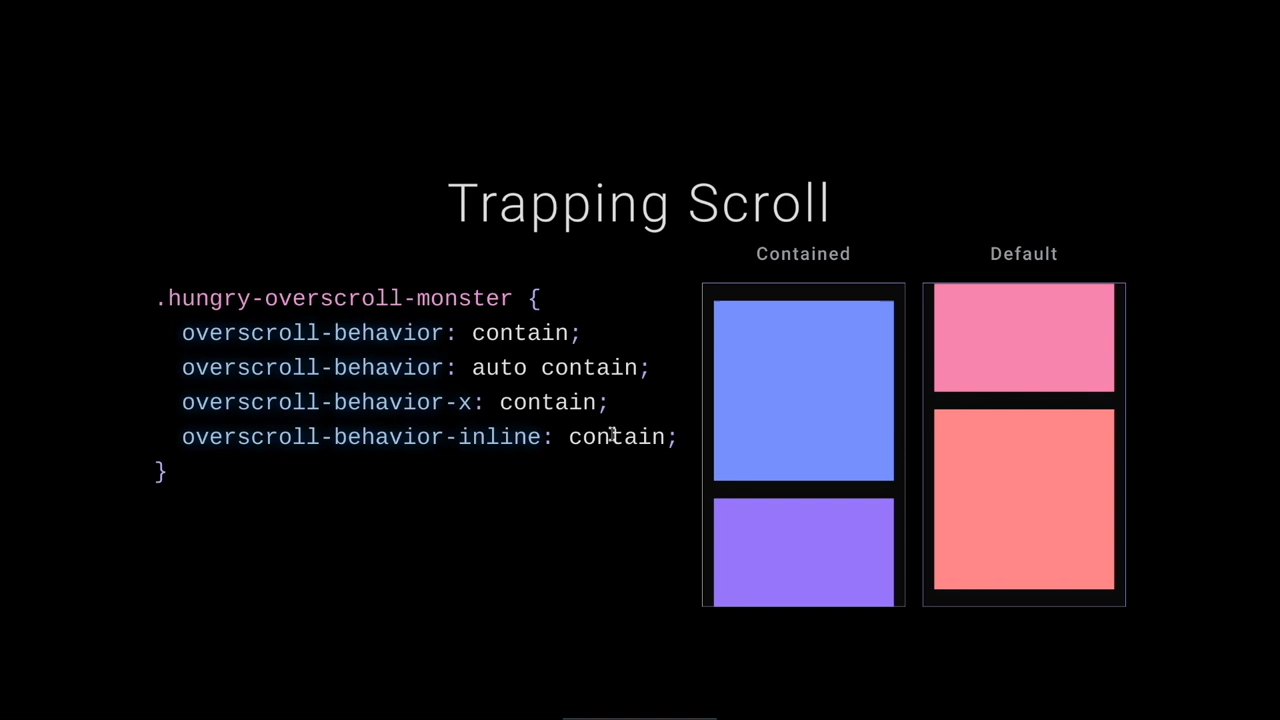 Trapping Scroll
Contained
Default
.hungry-overscroll-monster {
  overscroll-behavior: contain;
  overscroll-behavior: auto contain;
  overscroll-behavior-x: contain;
  overscroll-behavior-inline: contain;
}